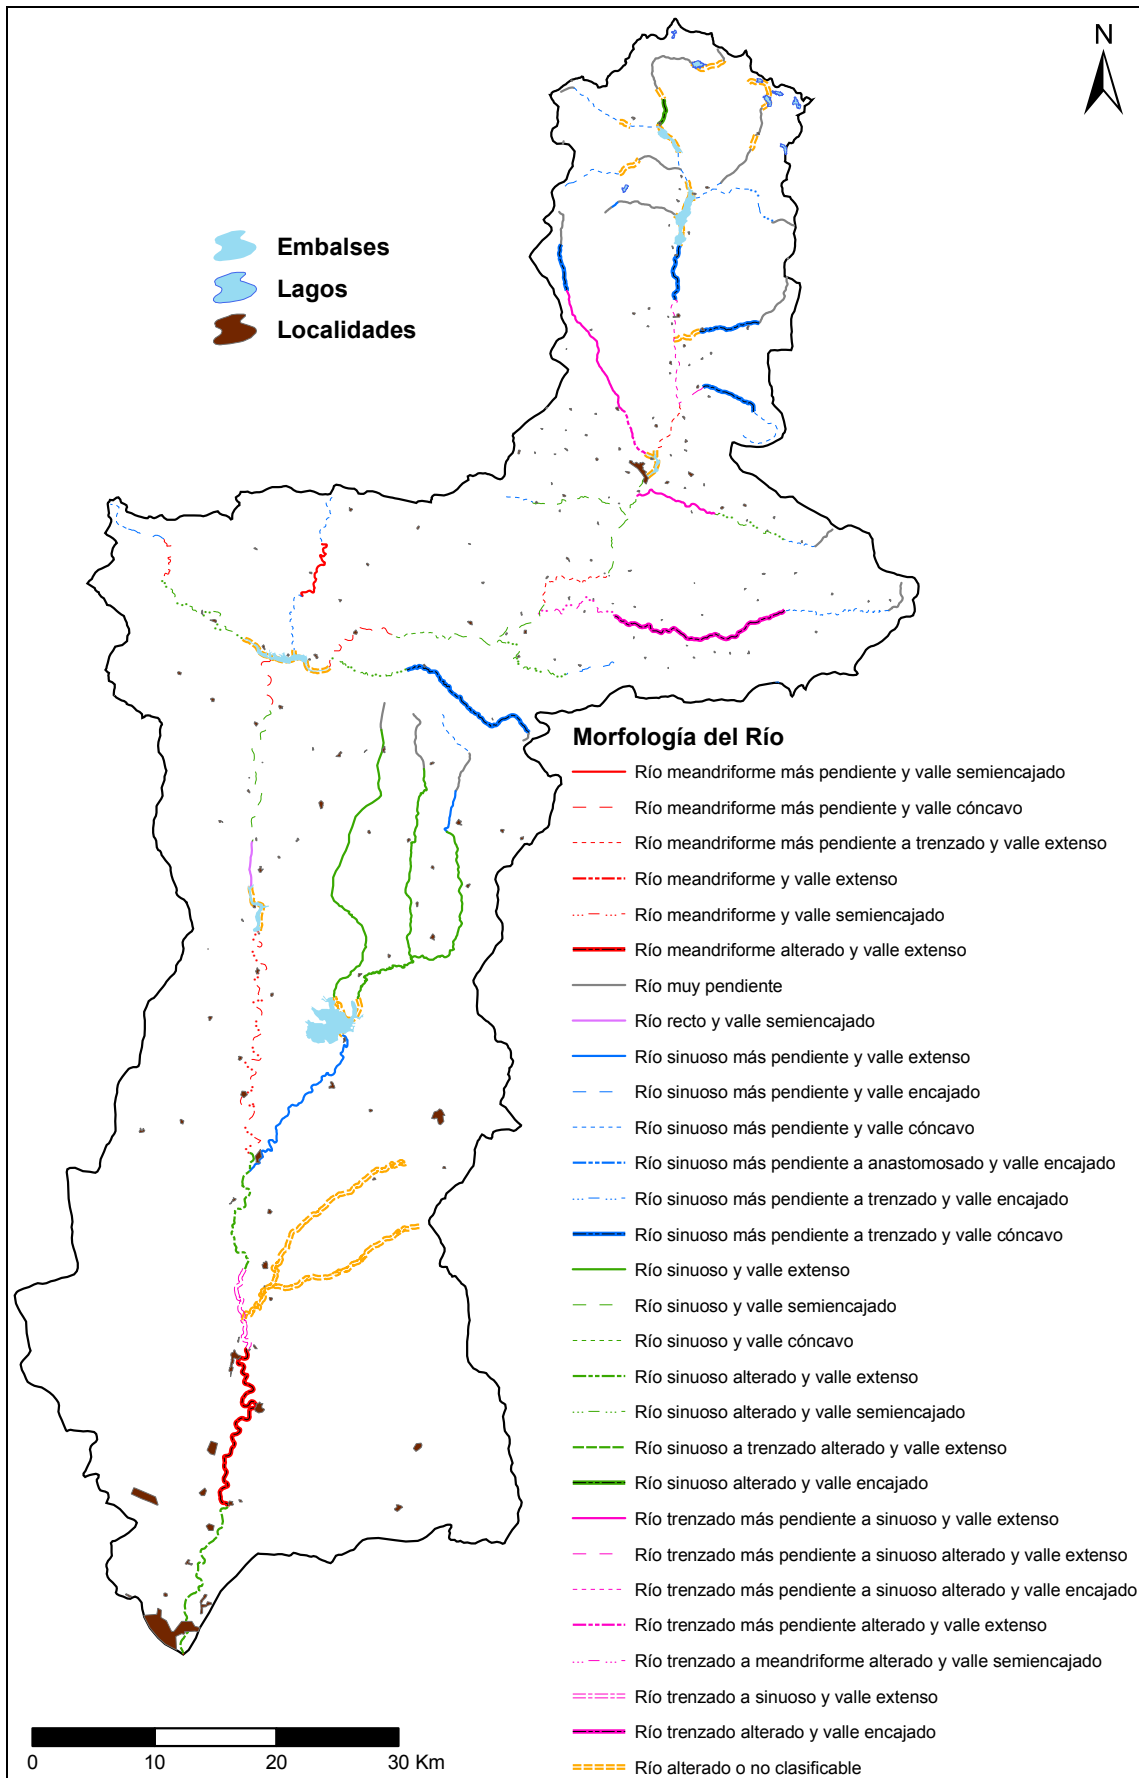 N
Embalses
Lagos
Localidades
Morfología del Río
Río meandriforme más pendiente y valle semiencajado
Río meandriforme más pendiente y valle cóncavo
Río meandriforme más pendiente a trenzado y valle extenso
Río meandriforme y valle extenso
Río meandriforme y valle semiencajado
Río meandriforme alterado y valle extenso
Río muy pendiente
Río recto y valle semiencajado
Río sinuoso más pendiente y valle extenso
Río sinuoso más pendiente y valle encajado
Río sinuoso más pendiente y valle cóncavo
Río sinuoso más pendiente a anastomosado y valle encajado
Río sinuoso más pendiente a trenzado y valle encajado
Río sinuoso más pendiente a trenzado y valle cóncavo
Río sinuoso y valle extenso
Río sinuoso y valle semiencajado
Río sinuoso y valle cóncavo
Río sinuoso alterado y valle extenso
Río sinuoso alterado y valle semiencajado
Río sinuoso a trenzado alterado y valle extenso
Río sinuoso alterado y valle encajado
Río trenzado más pendiente a sinuoso y valle extenso
Río trenzado más pendiente a sinuoso alterado y valle extenso
Río trenzado más pendiente a sinuoso alterado y valle encajado
Río trenzado más pendiente alterado y valle extenso
Río trenzado a meandriforme alterado y valle semiencajado
Río trenzado a sinuoso y valle extenso
Río trenzado alterado y valle encajado
Río alterado o no clasificable
0 10 20 30 Km